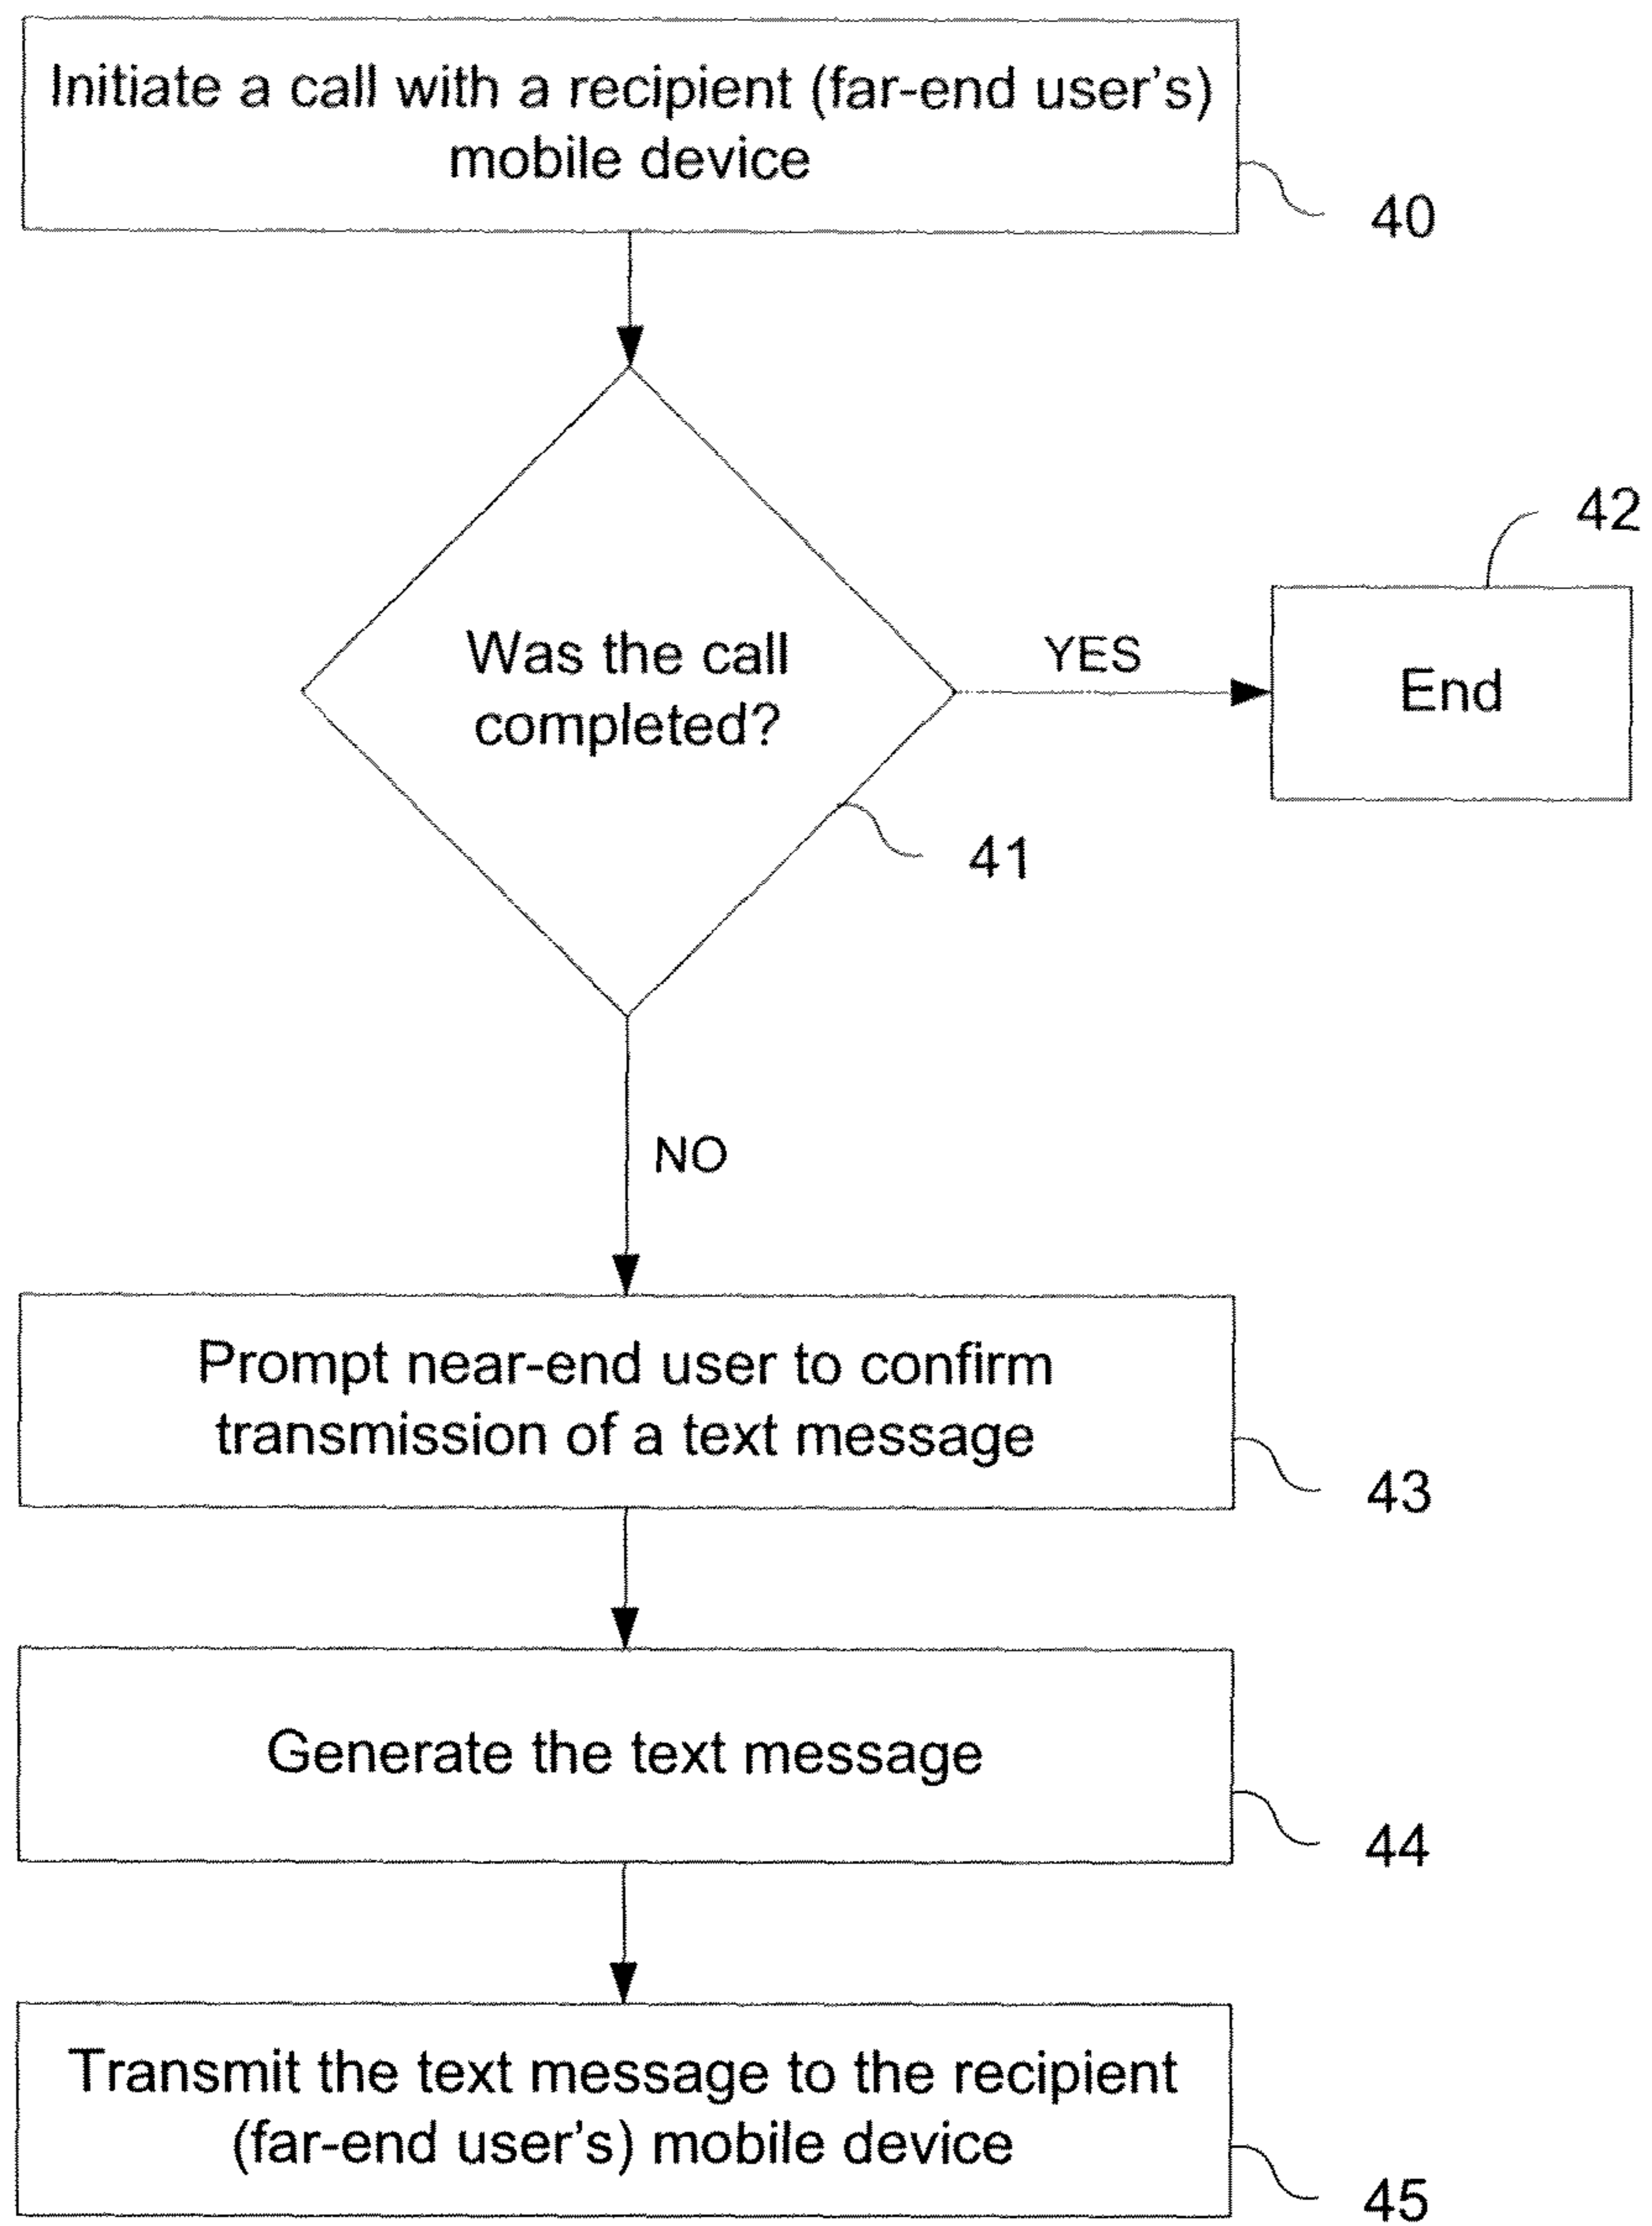 Initiate a call with a recipient (far-end user's)
mobile device
40
42
Was the call
completed?
YES
End
41
NO
Prompt near-end user to confirm
transmission of a text message
43
Generate the text message
44
Transmit the text message to the recipient
(far-end user's) mobile device
45